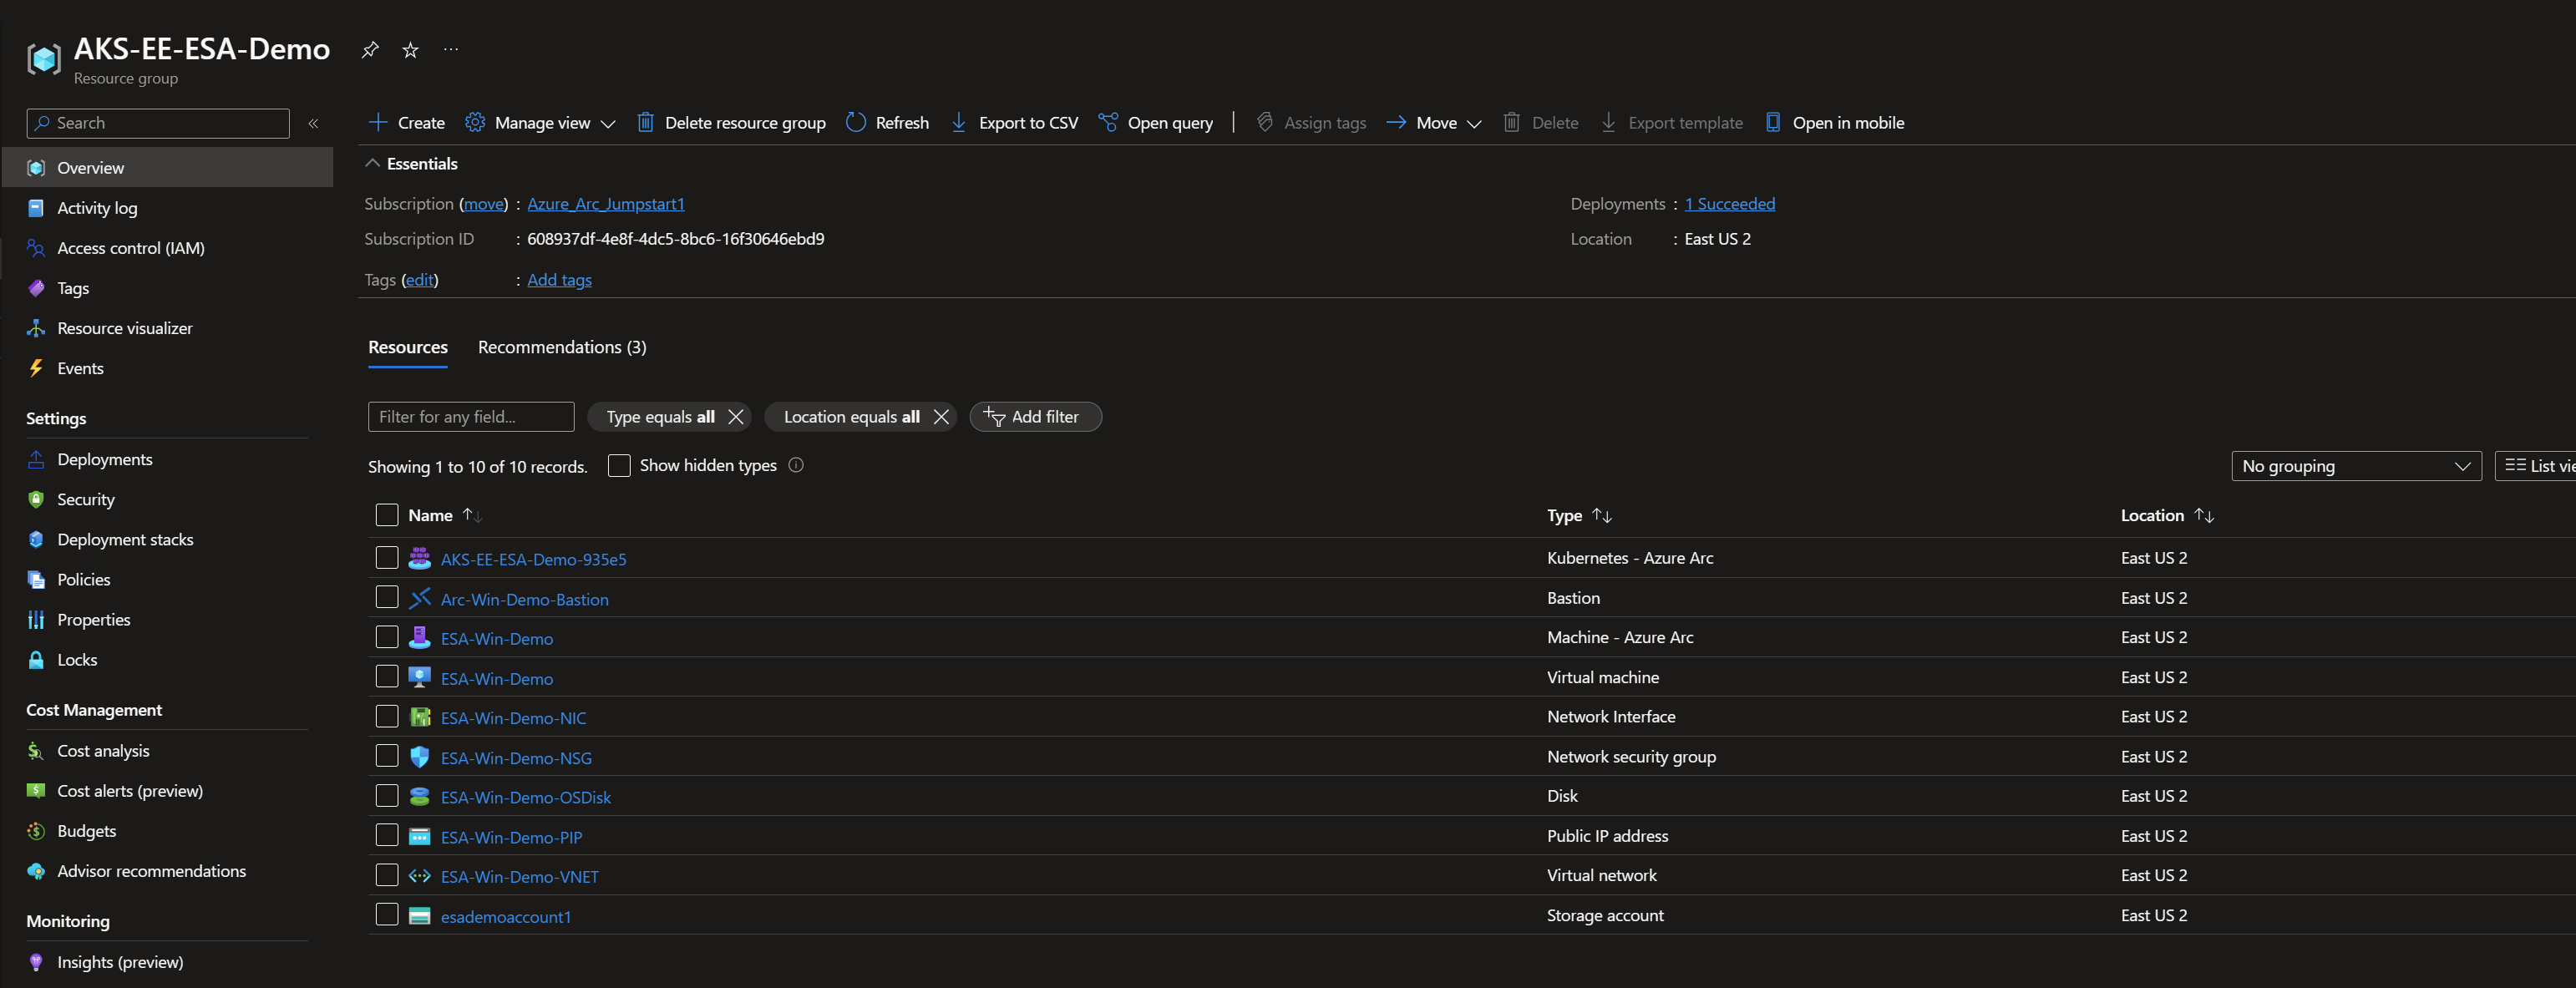 AKS-EE-ESA-Demo
Resource group
Search
Create Manage view Delete resource group Refresh Export to CSV Open query Assign tags Move Delete Export template Open in mobile
Overview
Activity log
Access control (IAM)
Tags
Resource visualizer
Events
Settings
Deployments
Security
Deployment stacks
Policies
Properties
Locks
Cost Management
Cost analysis
Cost alerts (preview)
Budgets
Advisor recommendations
Monitoring
Insights (preview)
Essentials
Subscription (move) : Azure_Arc_Jumpstart1
Subscription ID : 608937df-4e8f-4dc5-8bc6-16f30646ebd9
Tags (edit) : Add tags
Deployments : 1 Succeeded
Location : East US 2
Resources Recommendations (3)
Filter for any field... Type equals all Location equals all Add filter
Showing 1 to 10 of 10 records. Show hidden types
No grouping List vie
Name Type Location
AKS-EE-ESA-Demo-935e5 Kubernetes - Azure Arc East US 2
Arc-Win-Demo-Bastion Bastion East US 2
ESA-Win-Demo Machine - Azure Arc East US 2
ESA-Win-Demo Virtual machine East US 2
ESA-Win-Demo-NIC Network Interface East US 2
ESA-Win-Demo-NSG Network security group East US 2
ESA-Win-Demo-OSDisk Disk East US 2
ESA-Win-Demo-PIP Public IP address East US 2
ESA-Win-Demo-VNET Virtual network East US 2
esademoaccount1 Storage account East US 2